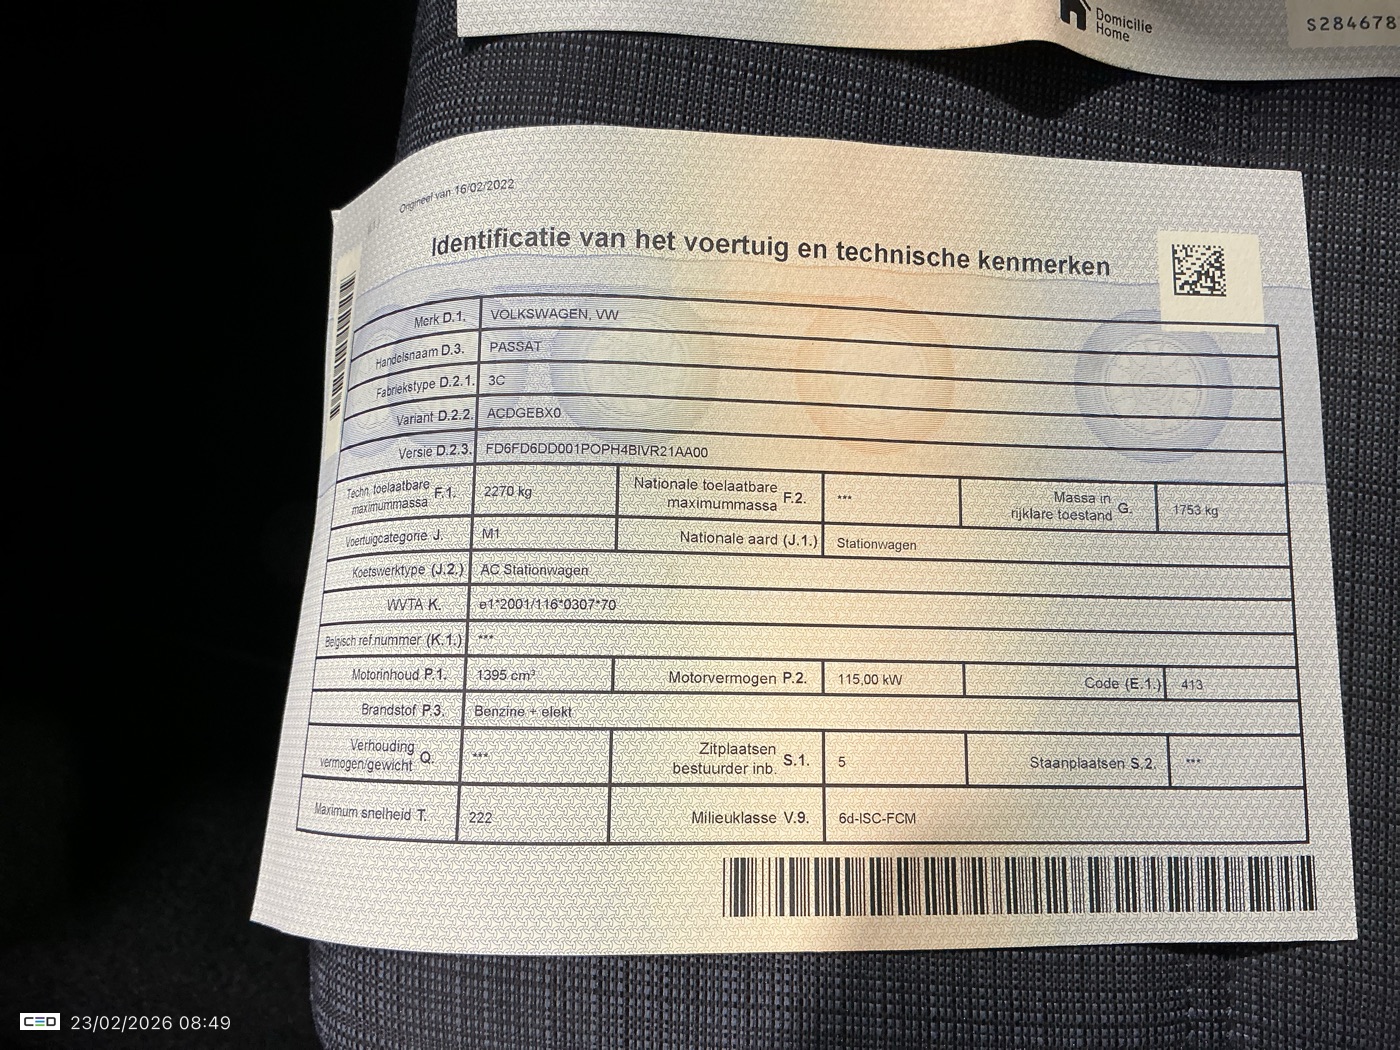 Domicilie
Home
S284678
Origineel van 16/02/2022
Identificatie van het voertuig en technische kenmerken
Merk D.1. VOLKSWAGEN, VW
Handelsnaam D.3. PASSAT
Fabriekstype D.2.1. 3C
Variant D.2.2. ACDGEBX0
Versie D.2.3. FD6FD6DD001POPH4BIVR21AA00
Techn. toelaatbare maximummassa F.1. 2270 kg Nationale toelaatbare maximummassa F.2. *** Massa in rijklare toestand G. 1753 kg
Voertuigcategorie J. M1 Nationale aard (J.1.) Stationwagen
Koetswerktype (J.2.) AC Stationwagen
WVTA K. e1*2001/116*0307*70
Belgisch ref.nummer (K.1.) ***
Motorinhoud P.1. 1395 cm³ Motorvermogen P.2. 115,00 kW Code (E.1.) 413
Brandstof P.3. Benzine + elekt
Verhouding vermogen/gewicht Q. *** Zitplaatsen bestuurder inb. S.1. 5 Staanplaatsen S.2. ***
Maximum snelheid T. 222 Milieuklasse V.9. 6d-ISC-FCM
CED 23/02/2026 08:49